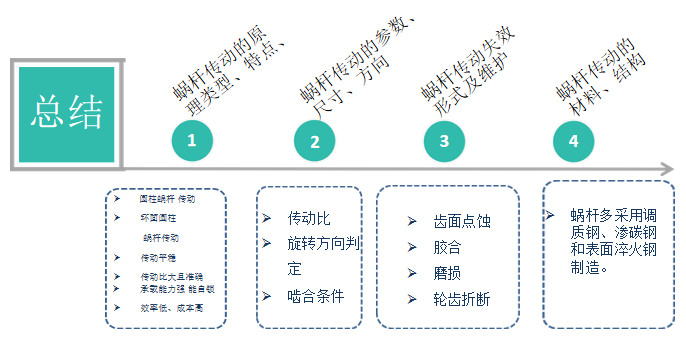 总结
蜗杆传动的原
理类型、特点、
1
圆柱蜗杆 传动
环面圆柱
蜗杆传动
传动平稳
传动比大且准确
承载能力强 能自锁
效率低、成本高
蜗杆传动的参数、
尺寸、方向
2
传动比
旋转方向判
定
啮合条件
蜗杆传动失效
形式及维护
3
齿面点蚀
胶合
磨损
轮齿折断
蜗杆传动的
材料、结构
4
蜗杆多采用调
质钢、渗碳钢
和表面淬火钢
制造。